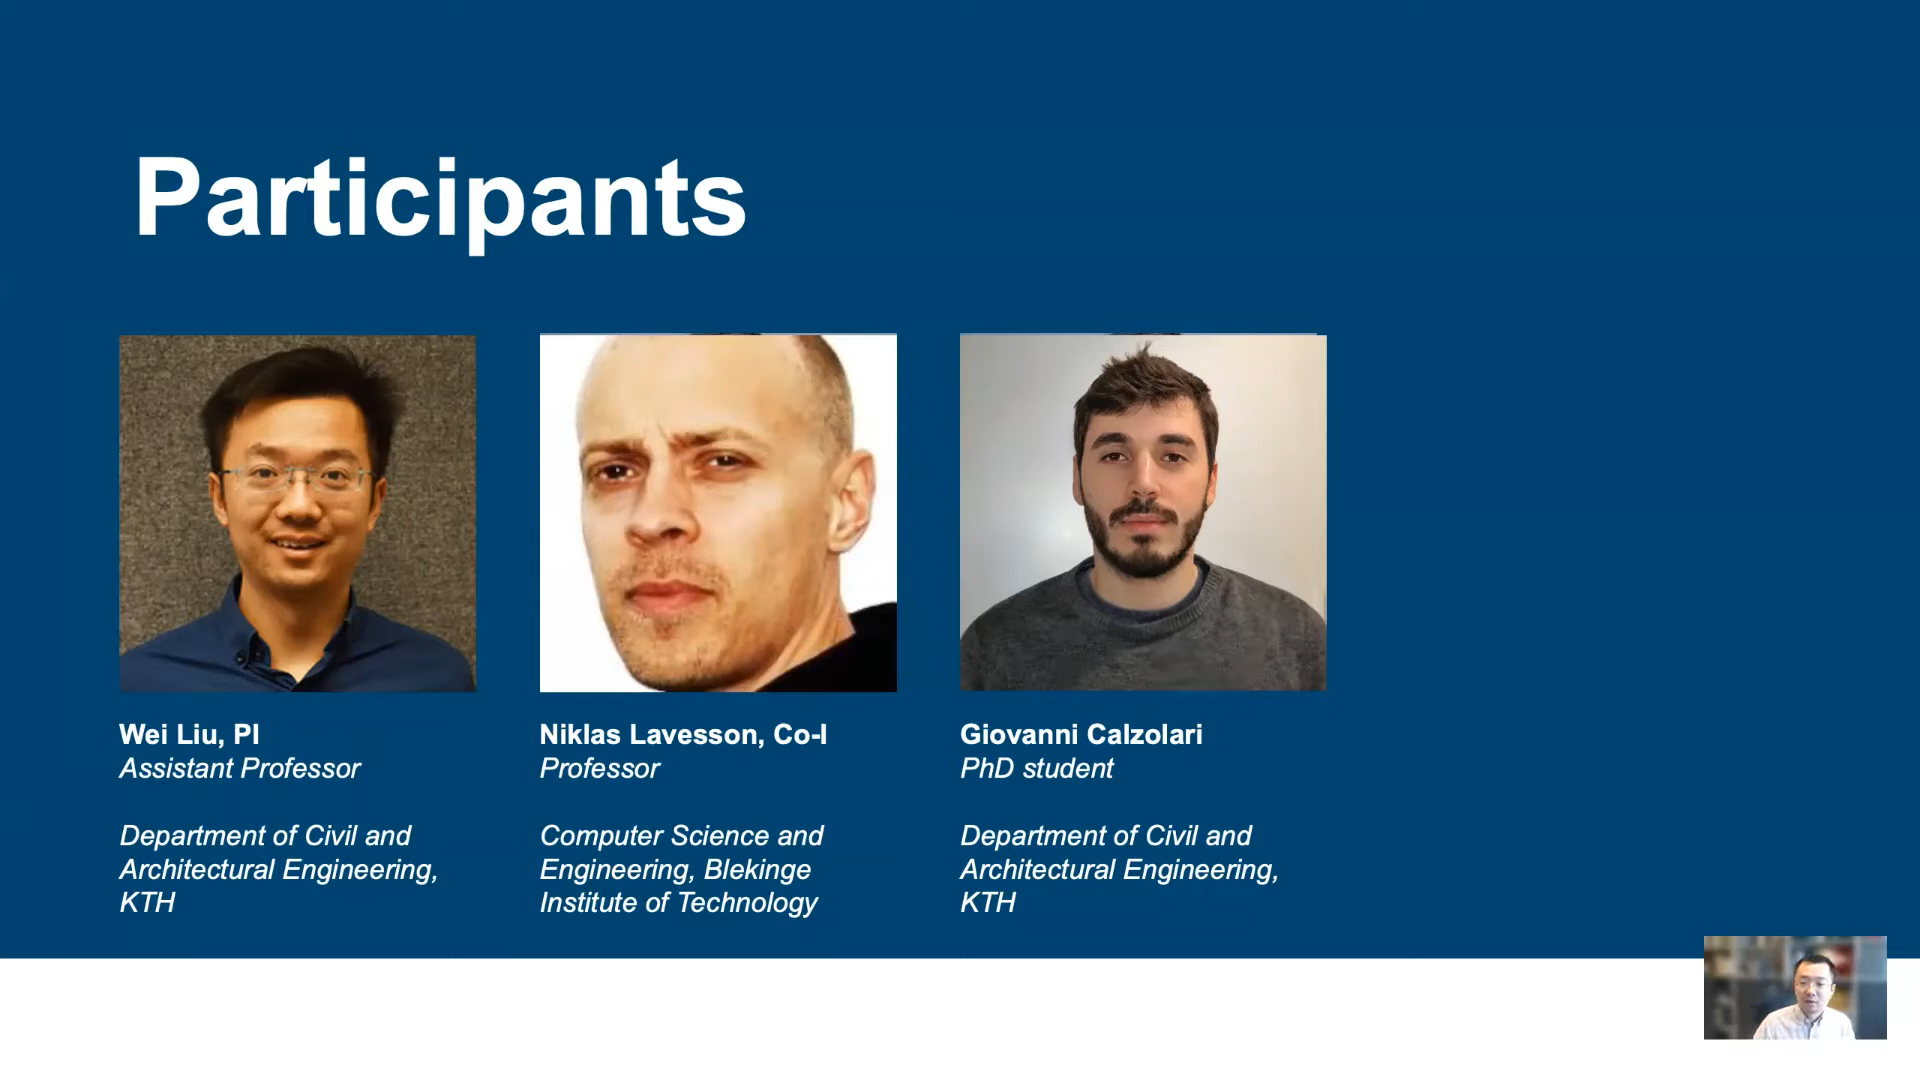 Participants
Wei Liu, PI
Assistant Professor
Department of Civil and
Architectural Engineering,
KTH
Niklas Lavesson, Co-I
Professor
Computer Science and
Engineering, Blekinge
Institute of Technology
Giovanni Calzolari
PhD student
Department of Civil and
Architectural Engineering,
KTH